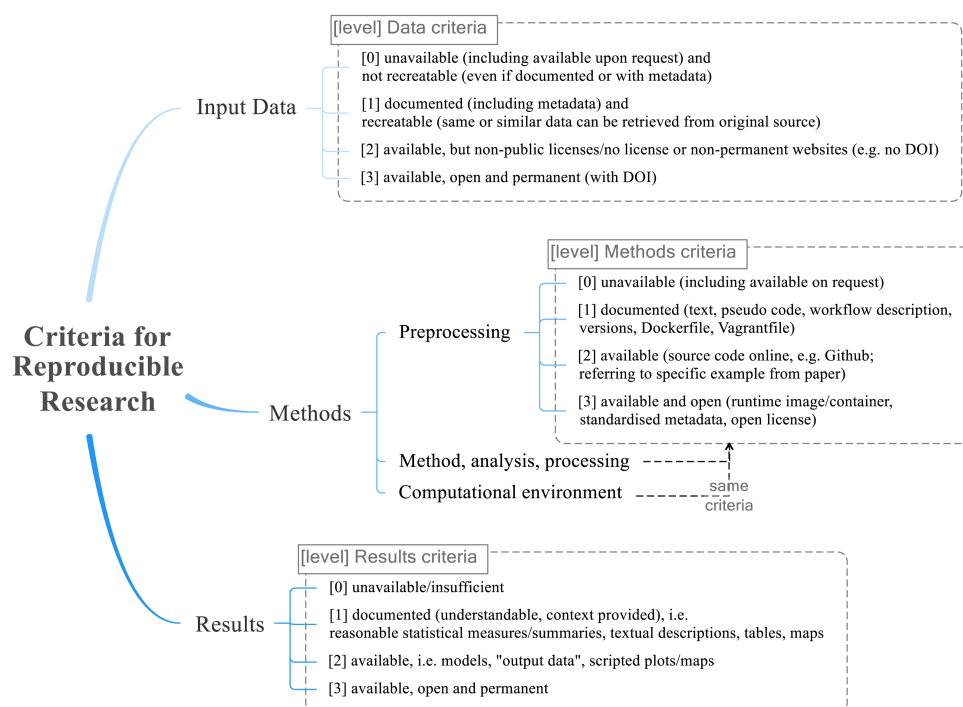 [level] Data criteria
[0] unavailable (including available upon request) and
not recreatable (even if documented or with metadata)
Input Data
[1] documented (including metadata) and
recreatable (same or similar data can be retrieved from original source)
[2] available, but non-public licenses/no license or non-permanent websites (e.g. no DOI)
[3] available, open and permanent (with DOI)
[level] Methods criteria
[0] unavailable (including available on request)
[1] documented (text, pseudo code, workflow description,
versions, Dockerfile, Vagrantfile)
Preprocessing
[2] available (source code online, e.g. Github;
referring to specific example from paper)
[3] available and open (runtime image/container,
standardised metadata, open license)
Criteria for
Reproducible
Research
Methods
Method, analysis, processing
Computational environment
same
criteria
[level] Results criteria
[0] unavailable/insufficient
[1] documented (understandable, context provided), i.e.
reasonable statistical measures/summaries, textual descriptions, tables, maps
Results
[2] available, i.e. models, "output data", scripted plots/maps
[3] available, open and permanent